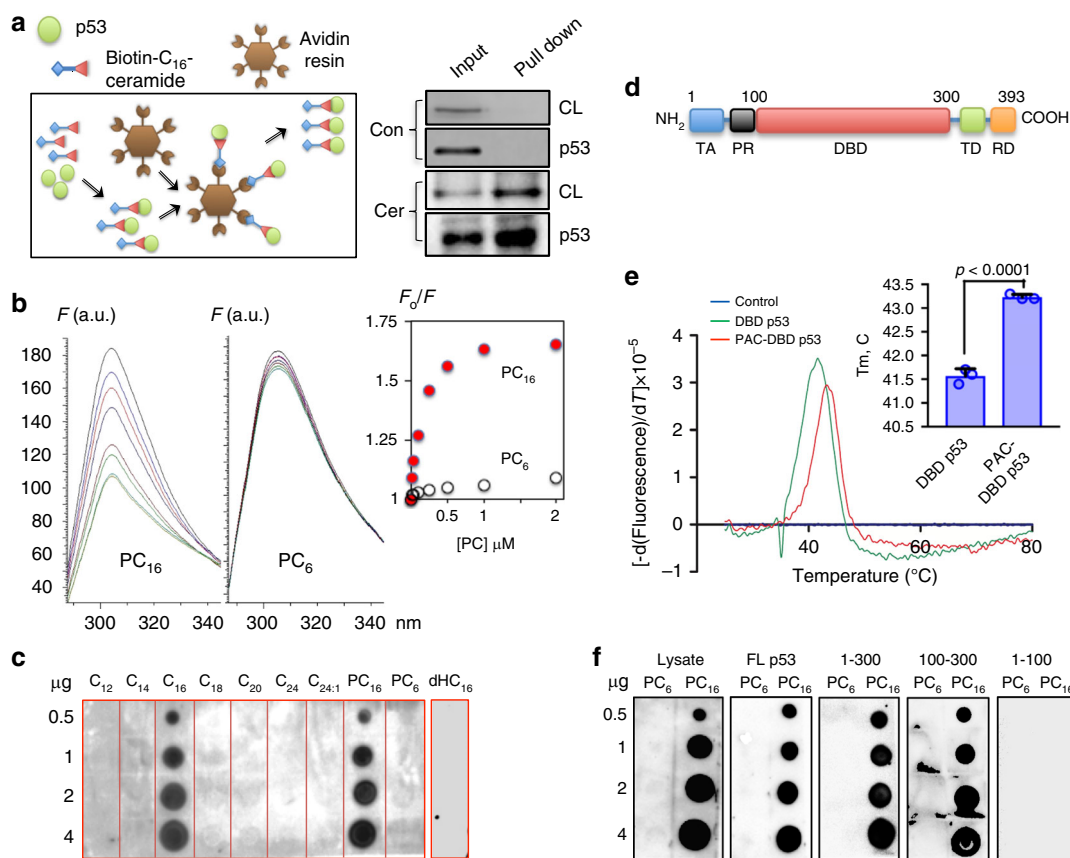 a
p53
Biotin-C16-
ceramide
Avidin
resin
Input
Pull down
Con
CL
p53
Cer
CL
p53
b
F (a.u.)
180
160
140
120
100
80
60
40
PC16
300 320 340
F (a.u.)
PC6
300 320 340 nm
Fo/F
1.75
1.5
1.25
1
PC16
PC6
0.5 1 2
[PC] μM
c
μg C12 C14 C16 C18 C20 C24 C24:1 PC16 PC6 dHC16
0.5
1
2
4
d
1 100 300 393
NH2 COOH
TA PR DBD TD RD
e
Control
DBD p53
PAC-DBD p53
[-d(Fluorescence)/dT]×10−5
4
3
2
1
0
−1
40 60 80
Temperature (°C)
p < 0.0001
Tm, C
43.5
43.0
42.5
42.0
41.5
41.0
40.5
DBD p53
PAC-
DBD p53
f
Lysate FL p53 1-300 100-300 1-100
μg PC6 PC16 PC6 PC16 PC6 PC16 PC6 PC16 PC6 PC16
0.5
1
2
4